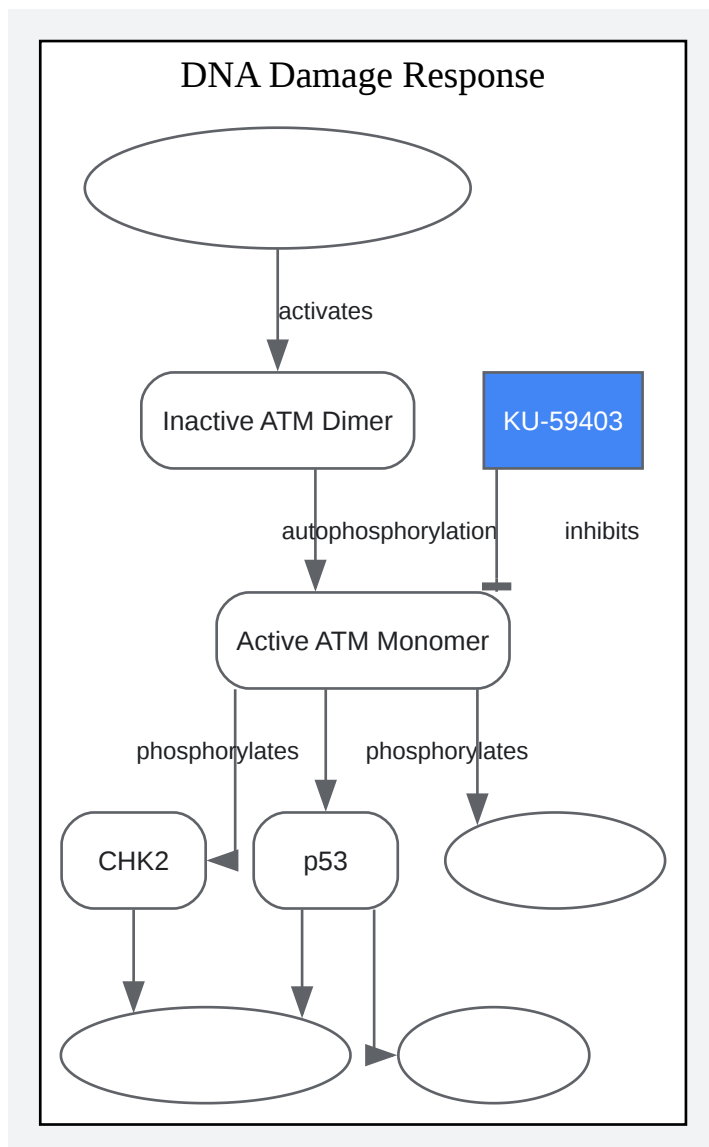 DNA Damage Response
activates
Inactive ATM Dimer
KU-59403
autophosphorylation
inhibits
Active ATM Monomer
phosphorylates
phosphorylates
CHK2
p53